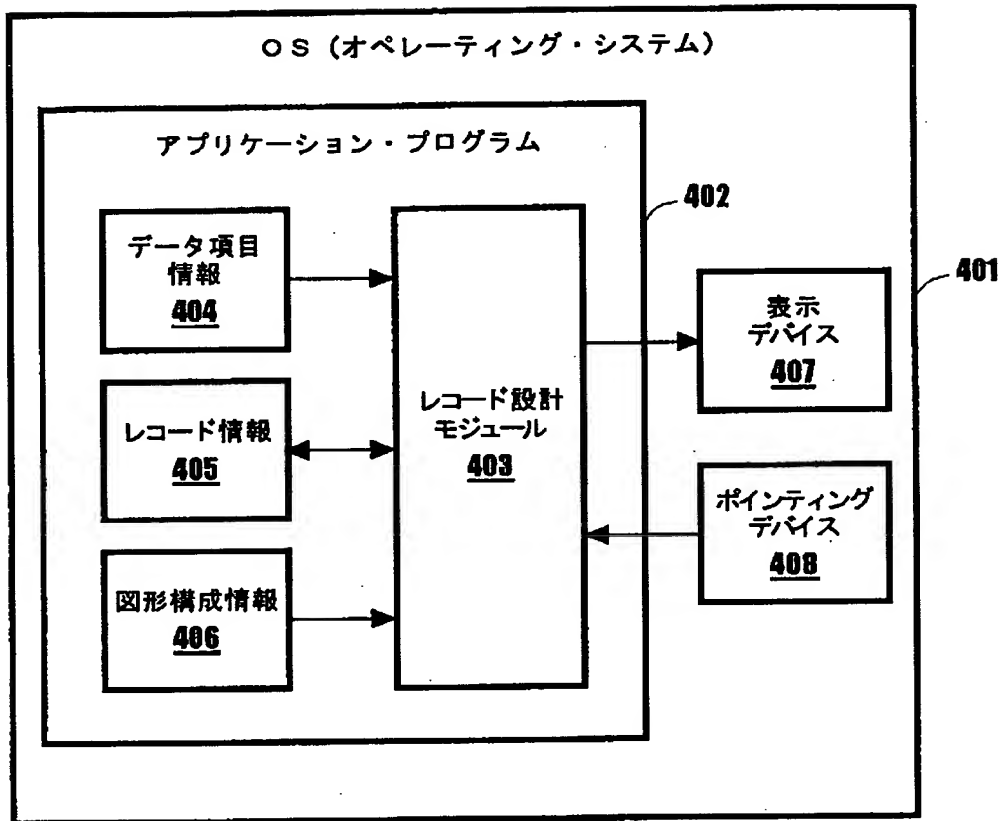 OS(オペレーティング・システム)
アプリケーション・プログラム
402
401
データ項目
情報
404
レコード情報
405
図形構成情報
406
レコード設計
モジュール
403
表示
デバイス
407
ポインティング
デバイス
408